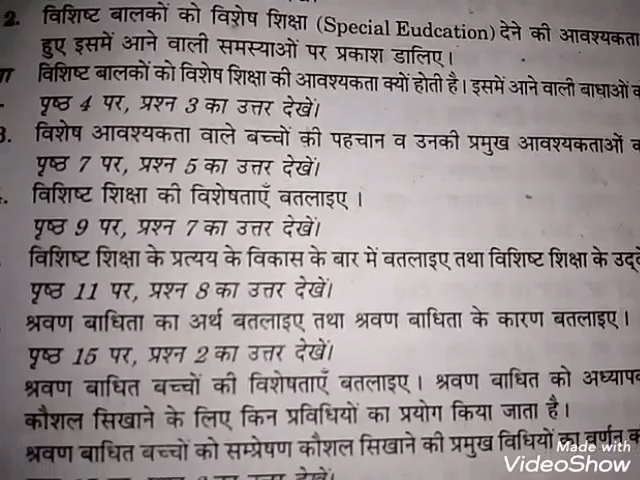 2. विशिष्ट बालकों को विशेष शिक्षा (Special Eudcation) देने की आवश्यकता
हुए इसमें आने वाली समस्याओं पर प्रकाश डालिए।
विशिष्ट बालकों को विशेष शिक्षा की आवश्यकता क्यों होती है। इसमें आने वाली बाधाओं
पृष्ठ 4 पर, प्रश्न 3 का उत्तर देखें।
3. विशेष आवश्यकता वाले बच्चों की पहचान व उनकी प्रमुख आवश्यकताओं
पृष्ठ 7 पर, प्रश्न 5 का उत्तर देखें।
विशिष्ट शिक्षा की विशेषताएँ बतलाइए।
पृष्ठ 9 पर, प्रश्न 7 का उत्तर देखें।
विशिष्ट शिक्षा के प्रत्यय के विकास के बार में बतलाइए तथा विशिष्ट शिक्षा के
पृष्ठ 11 पर, प्रश्न 8 का उत्तर देखें।
श्रवण बाधिता का अर्थ बतलाइए तथा श्रवण बाधिता के कारण बतलाइए।
पृष्ठ 15 पर, प्रश्न 2 का उत्तर देखें।
श्रवण बाधित बच्चों की विशेषताएँ बतलाइए। श्रवण बाधित को
कौशल सिखाने के लिए किन प्रविधियों का प्रयोग किया जाता है।
श्रवण बाधित बच्चों को सम्प्रेषण कौशल सिखाने की प्रमुख विधियों का वर्णन
Made with
VideoShow